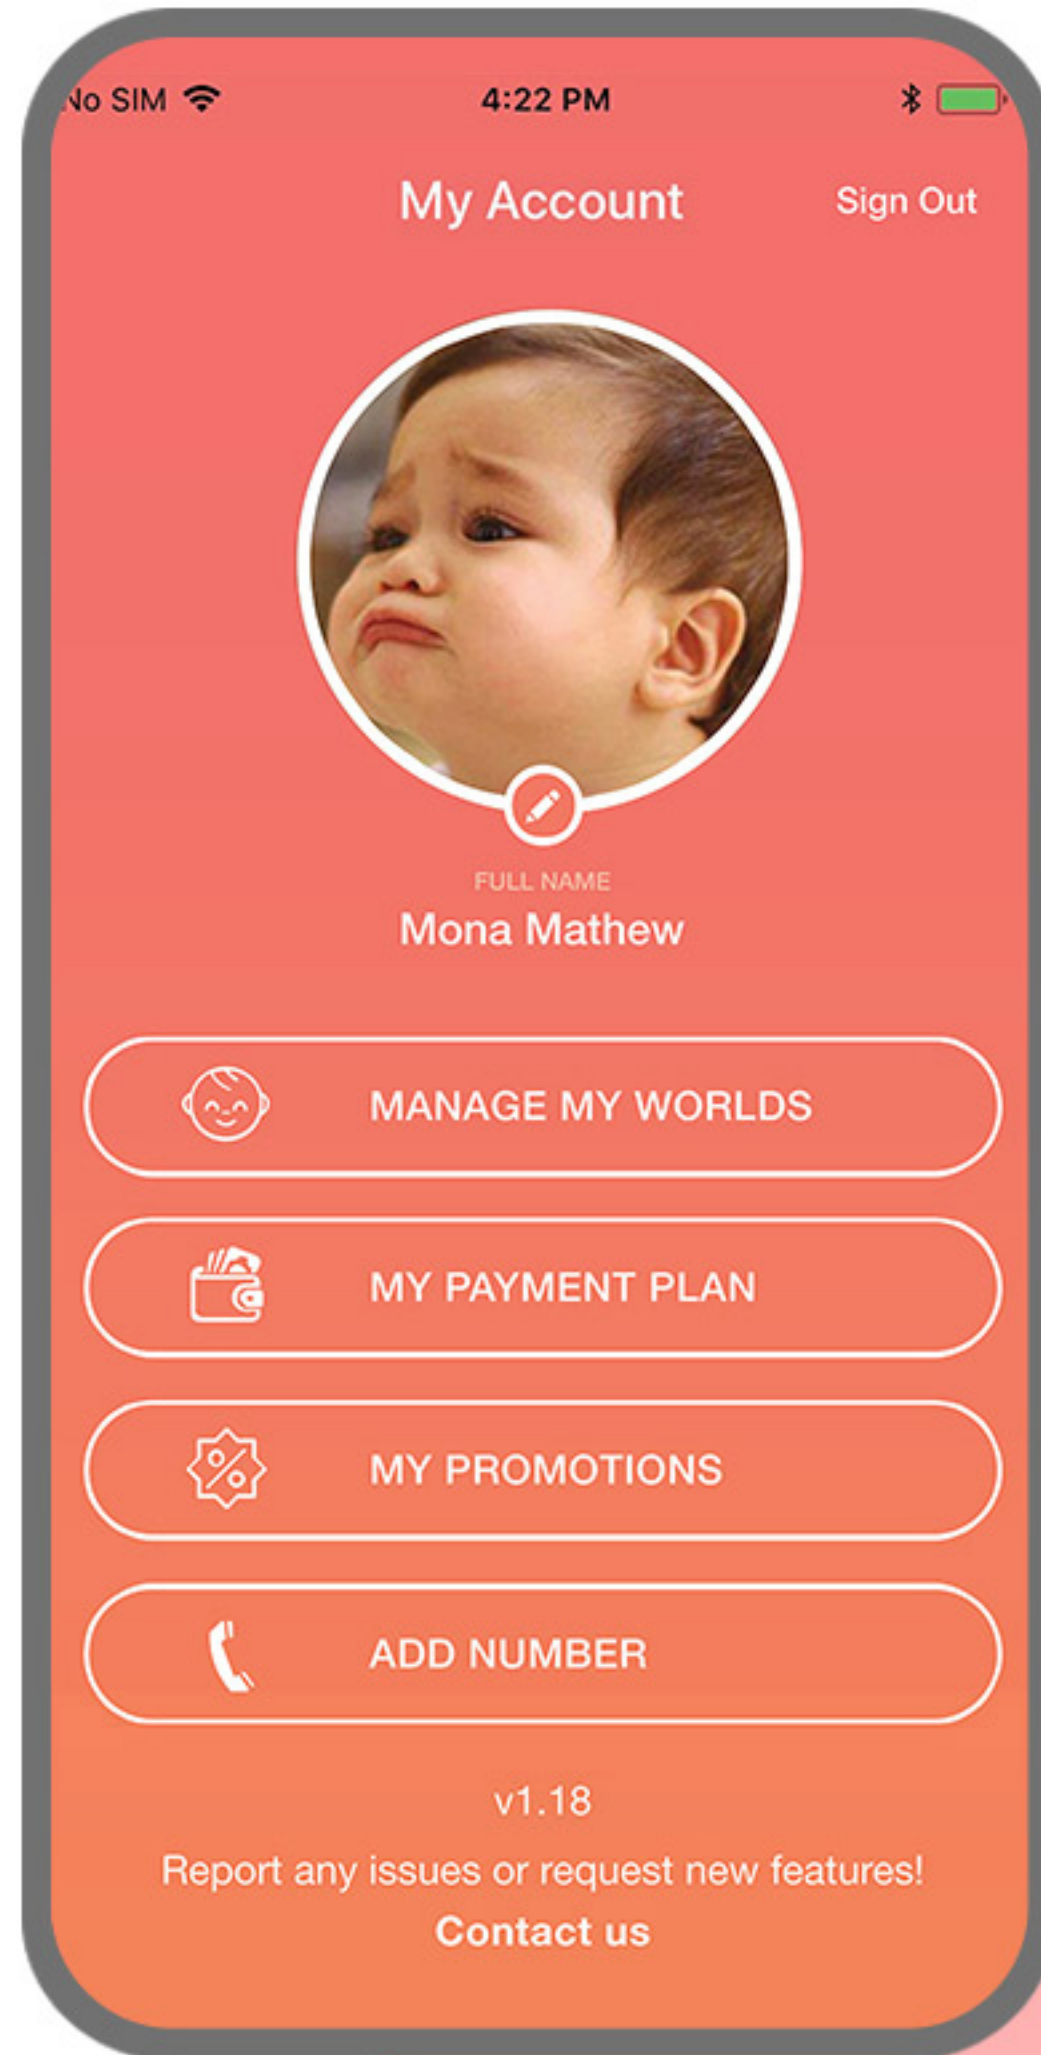 No SIM
4:22 PM
My Account
Sign Out
FULL NAME
Mona Mathew
MANAGE MY WORLDS
MY PAYMENT PLAN
MY PROMOTIONS
ADD NUMBER
v1.18
Report any issues or request new features!
Contact us